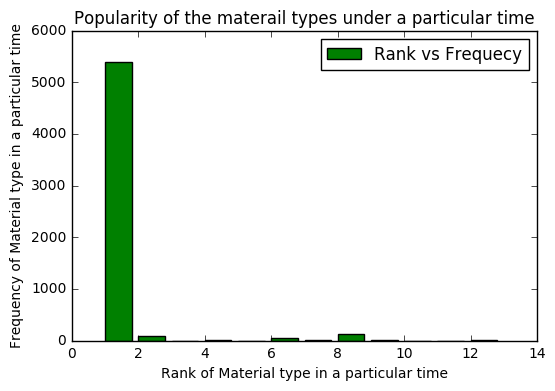 Popularity of the materail types under a particular time
Rank vs Frequecy
Frequency of Material type in a particular time
6000
5000
4000
3000
2000
1000
0
0 2 4 6 8 10 12 14
Rank of Material type in a particular time